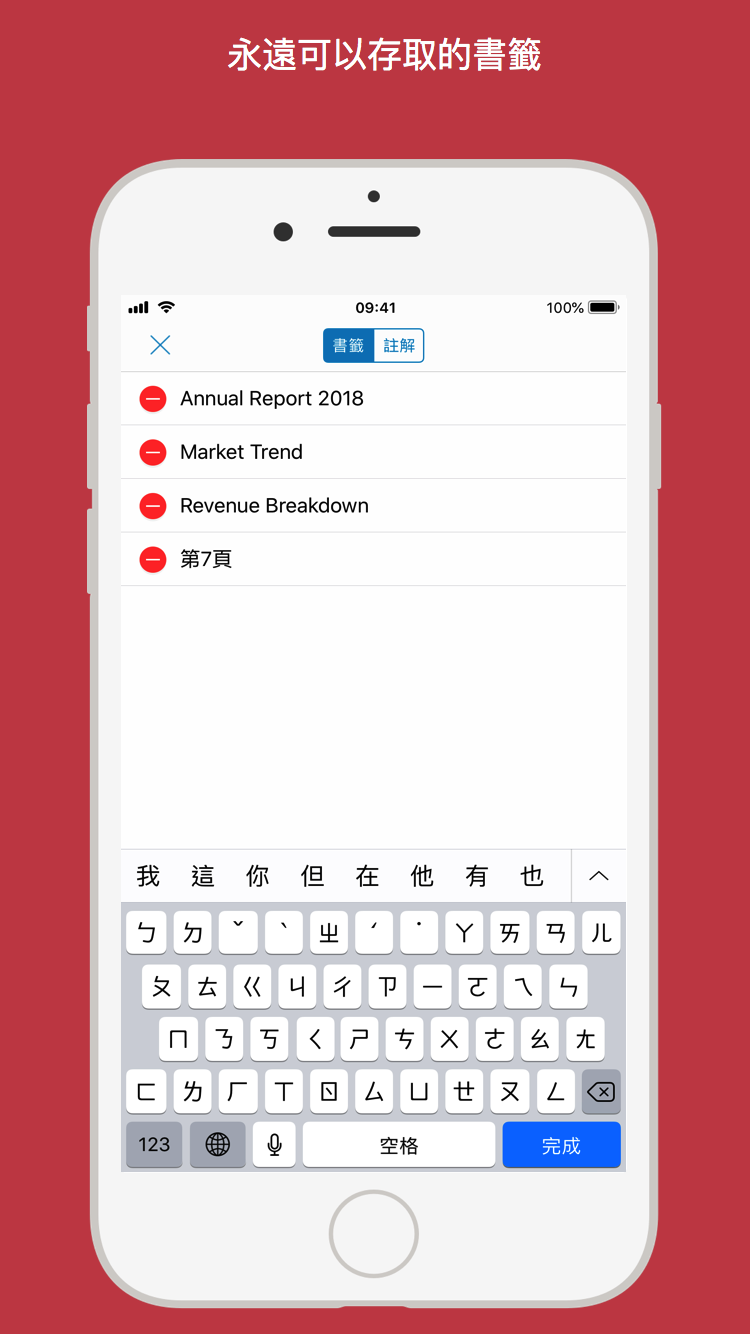 永遠可以存取的書籤
09:41 100%
書籤 註解
Annual Report 2018
Market Trend
Revenue Breakdown
第7頁
我 這 你 但 在 他 有 也
ㄅ ㄉ ˇ ˋ ㄓ ˊ ˙ ㄚ ㄞ ㄢ ㄦ
ㄆ ㄊ ㄍ ㄐ ㄔ ㄗ ㄧ ㄛ ㄟ ㄣ
ㄇ ㄋ ㄎ ㄑ ㄕ ㄘ ㄨ ㄜ ㄠ ㄤ
ㄈ ㄌ ㄏ ㄒ ㄖ ㄙ ㄩ ㄝ ㄡ ㄥ
123 空格 完成